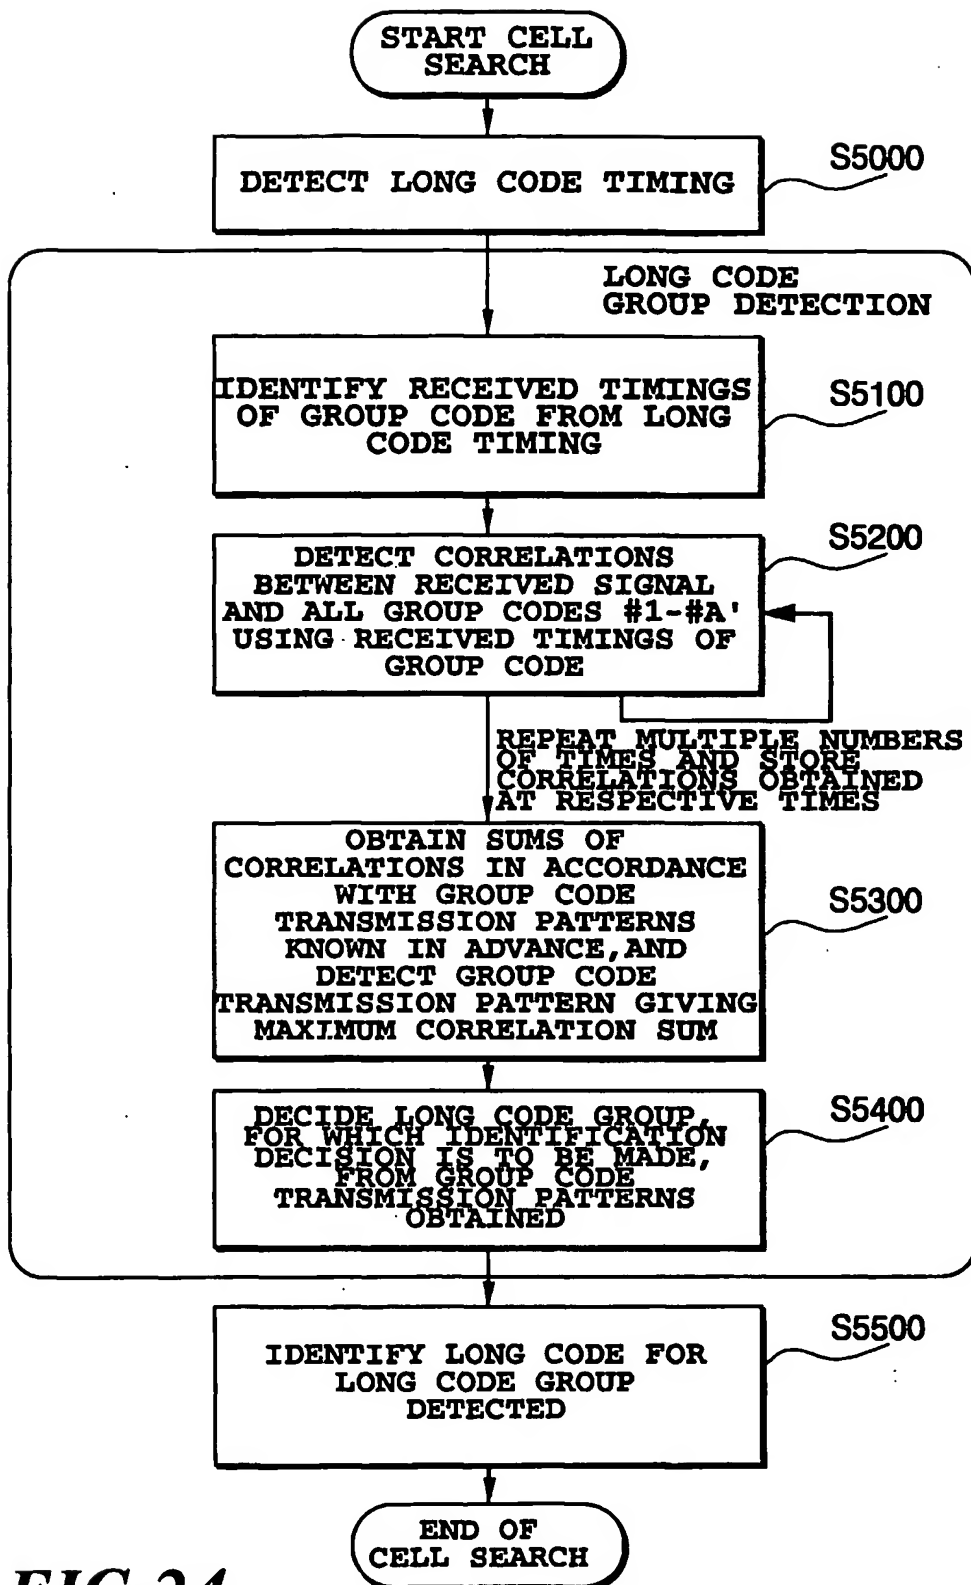 START CELL
SEARCH
S5000
DETECT LONG CODE TIMING
LONG CODE
GROUP DETECTION
S5100
IDENTIFY RECEIVED TIMINGS
OF GROUP CODE FROM LONG
CODE TIMING
S5200
DETECT CORRELATIONS
BETWEEN RECEIVED SIGNAL
AND ALL GROUP CODES #1-#A'
USING RECEIVED TIMINGS OF
GROUP CODE
REPEAT MULTIPLE NUMBERS
OF TIMES AND STORE
CORRELATIONS OBTAINED
AT RESPECTIVE TIMES
OBTAIN SUMS OF
CORRELATIONS IN ACCORDANCE
WITH GROUP CODE
TRANSMISSION PATTERNS
KNOWN IN ADVANCE, AND
DETECT GROUP CODE
TRANSMISSION PATTERN GIVING
MAXIMUM CORRELATION SUM
S5300
DECIDE LONG CODE GROUP,
FOR WHICH IDENTIFICATION
DECISION IS TO BE MADE,
FROM GROUP CODE
TRANSMISSION PATTERNS
OBTAINED
S5400
S5500
IDENTIFY LONG CODE FOR
LONG CODE GROUP
DETECTED
END OF
CELL SEARCH
FIG.24